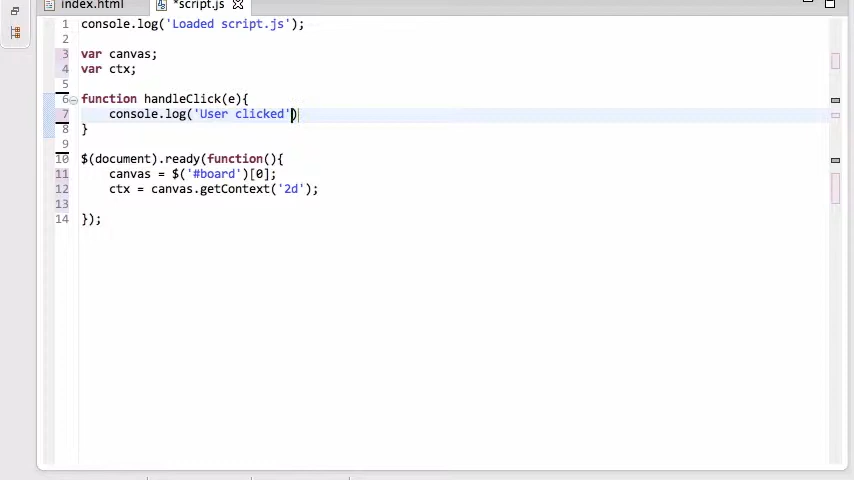 index.html
*script.js
1 console.log('Loaded script.js');
2
3 var canvas;
4 var ctx;
5
6 function handleClick(e){
7 console.log('User clicked')
8 }
9
10 $(document).ready(function(){
11 canvas = $('#board')[0];
12 ctx = canvas.getContext('2d');
13
14 });